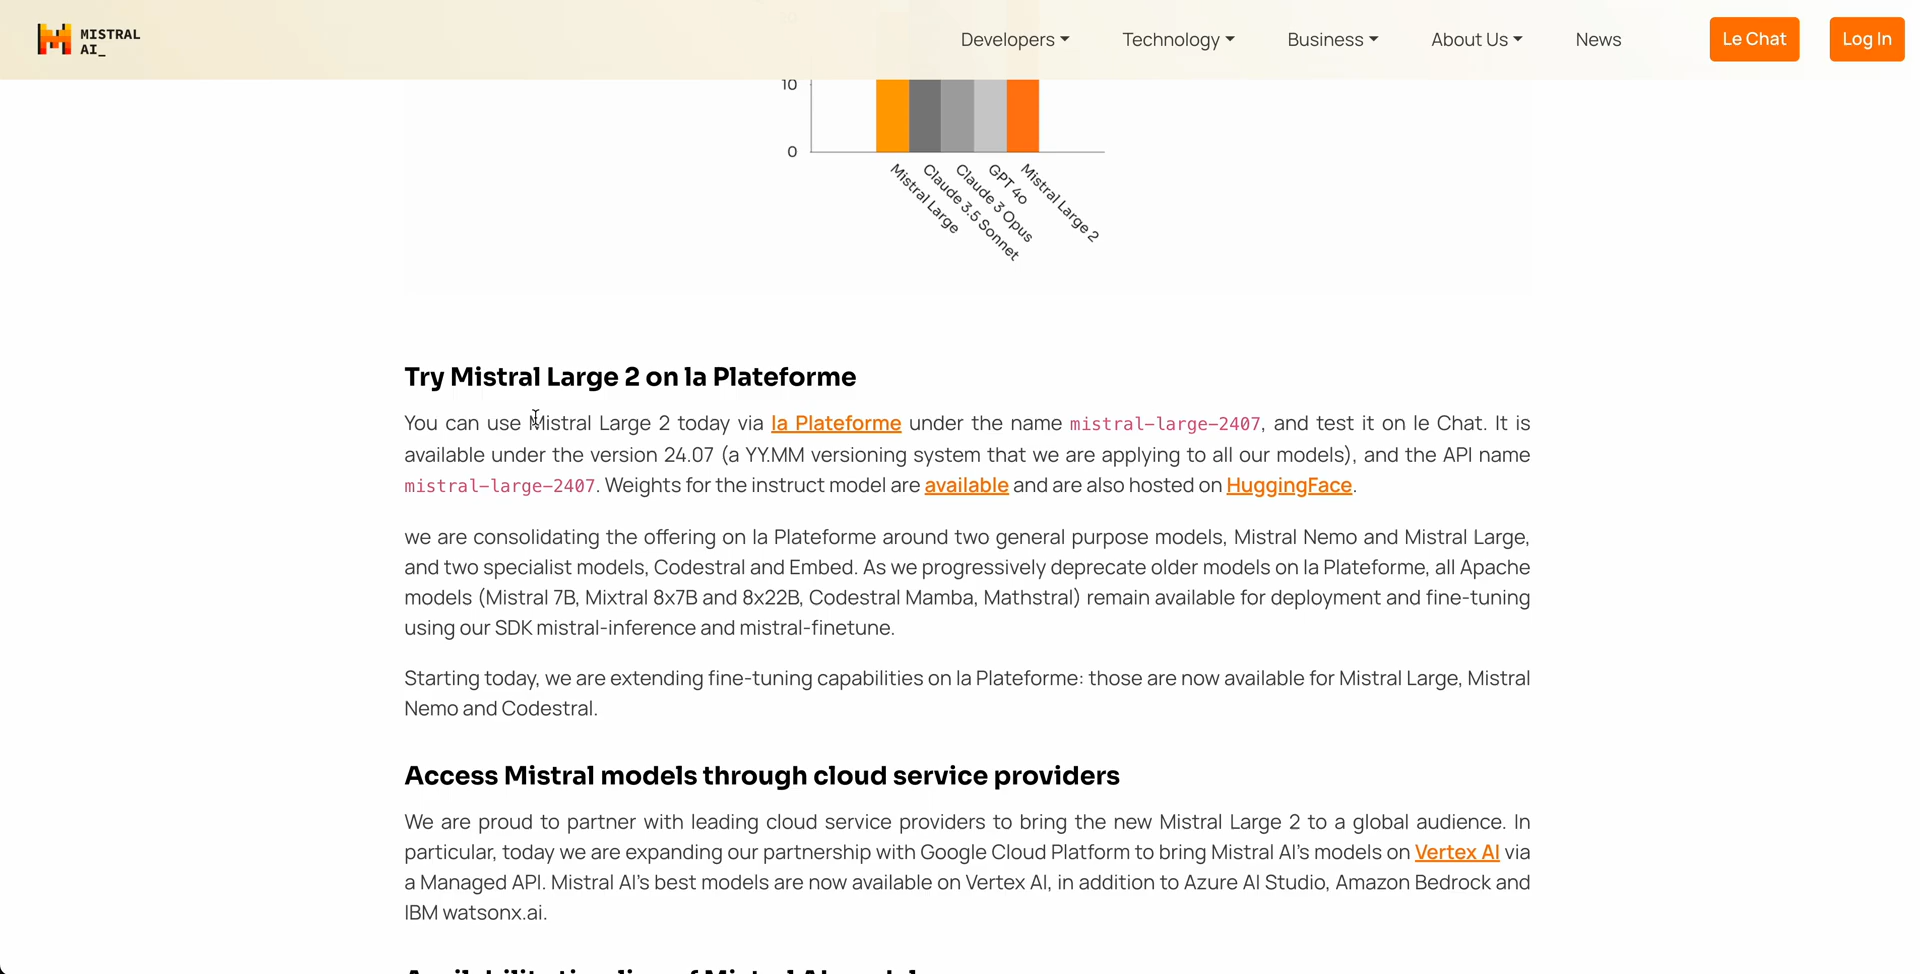 MISTRAL
AI_
Developers
Technology
Business
About Us
News
Le Chat
Log In
10
0
Mistral Large
Claude 3.5 Sonnet
Claude 3 Opus
GPT 4o
Mistral Large 2
Try Mistral Large 2 on la Plateforme
You can use Mistral Large 2 today via la Plateforme under the name mistral-large-2407, and test it on le Chat. It is
available under the version 24.07 (a YY.MM versioning system that we are applying to all our models), and the API name
mistral-large-2407. Weights for the instruct model are available and are also hosted on HuggingFace.
we are consolidating the offering on la Plateforme around two general purpose models, Mistral Nemo and Mistral Large,
and two specialist models, Codestral and Embed. As we progressively deprecate older models on la Plateforme, all Apache
models (Mistral 7B, Mixtral 8x7B and 8x22B, Codestral Mamba, Mathstral) remain available for deployment and fine-tuning
using our SDK mistral-inference and mistral-finetune.
Starting today, we are extending fine-tuning capabilities on la Plateforme: those are now available for Mistral Large, Mistral
Nemo and Codestral.
Access Mistral models through cloud service providers
We are proud to partner with leading cloud service providers to bring the new Mistral Large 2 to a global audience. In
particular, today we are expanding our partnership with Google Cloud Platform to bring Mistral AI's models on Vertex AI via
a Managed API. Mistral AI's best models are now available on Vertex AI, in addition to Azure AI Studio, Amazon Bedrock and
IBM watsonx.ai.